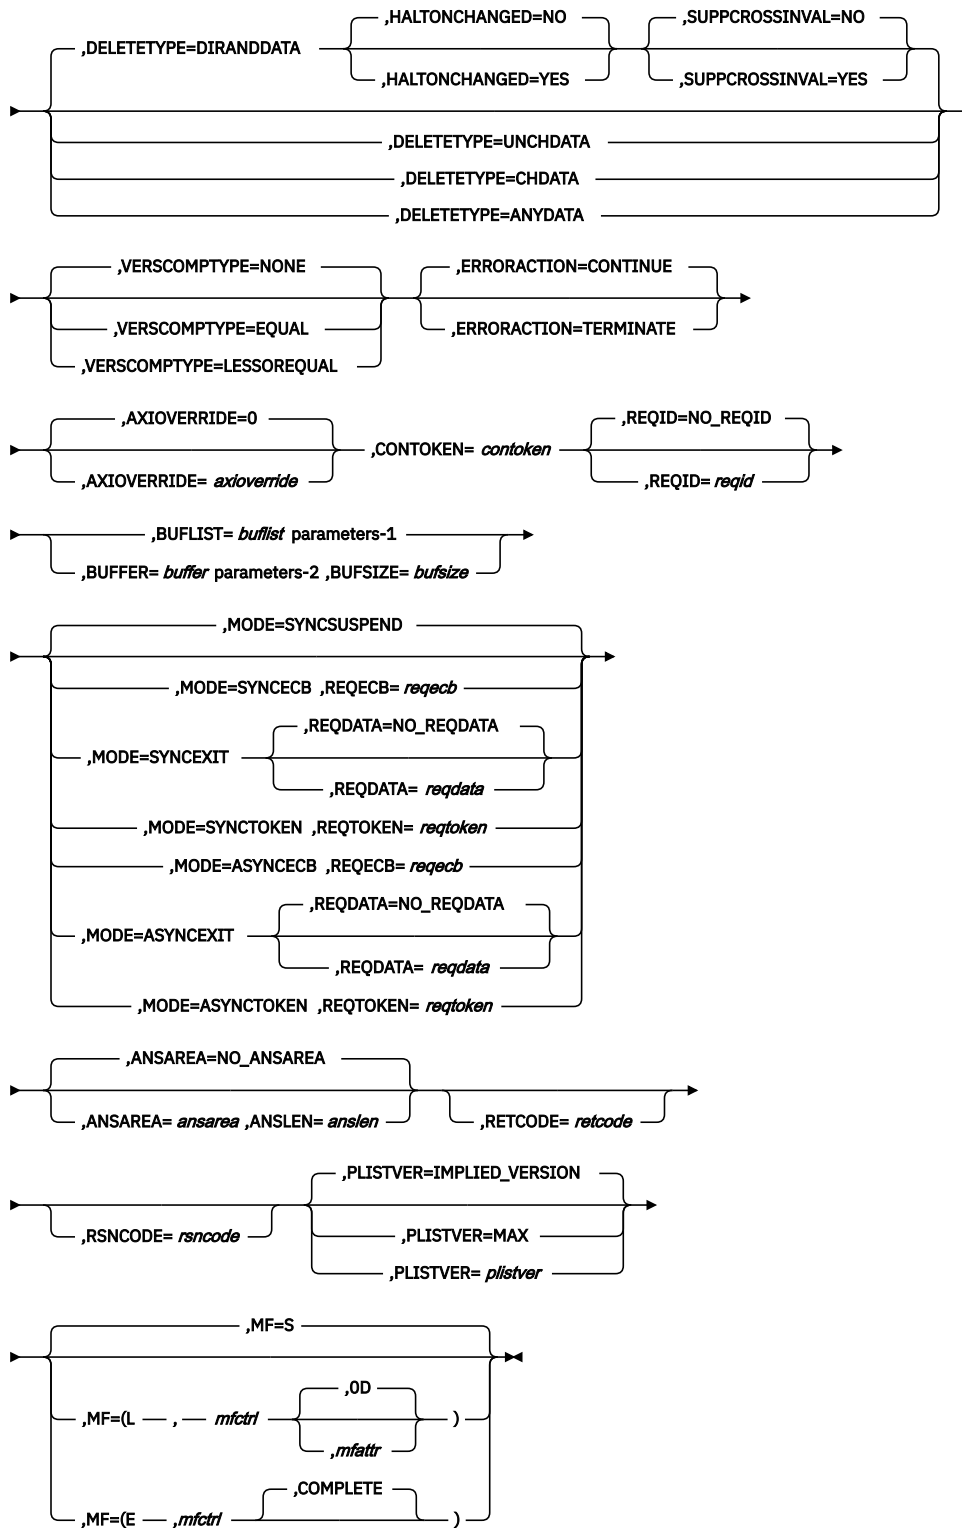 ,HALTONCHANGED=NO ,SUPPCROSSINVAL=NO
,DELETETYPE=DIRANDDATA
,HALTONCHANGED=YES ,SUPPCROSSINVAL=YES
,DELETETYPE=UNCHDATA
,DELETETYPE=CHDATA
,DELETETYPE=ANYDATA
,VERSCOMPTYPE=NONE ,ERRORACTION=CONTINUE
,VERSCOMPTYPE=EQUAL ,ERRORACTION=TERMINATE
,VERSCOMPTYPE=LESSOREQUAL
,AXIOVERRIDE=0 ,REQID=NO_REQID
,CONTOKEN= contoken
,AXIOVERRIDE= axioverride ,REQID= reqid
,BUFLIST= buflist parameters-1
,BUFFER= buffer parameters-2 ,BUFSIZE= bufsize
,MODE=SYNCSUSPEND
,MODE=SYNCECB ,REQECB= reqecb
,REQDATA=NO_REQDATA
,MODE=SYNCEXIT
,REQDATA= reqdata
,MODE=SYNCTOKEN ,REQTOKEN= reqtoken
,MODE=ASYNCECB ,REQECB= reqecb
,REQDATA=NO_REQDATA
,MODE=ASYNCEXIT
,REQDATA= reqdata
,MODE=ASYNCTOKEN ,REQTOKEN= reqtoken
,ANSAREA=NO_ANSAREA
,ANSAREA= ansarea ,ANSLEN= anslen ,RETCODE= retcode
,PLISTVER=IMPLIED_VERSION
,RSNCODE= rsncode ,PLISTVER=MAX
,PLISTVER= plistver
,MF=S
,0D
,MF=(L , mfctrl )
,mfattr
,COMPLETE
,MF=(E ,mfctrl )